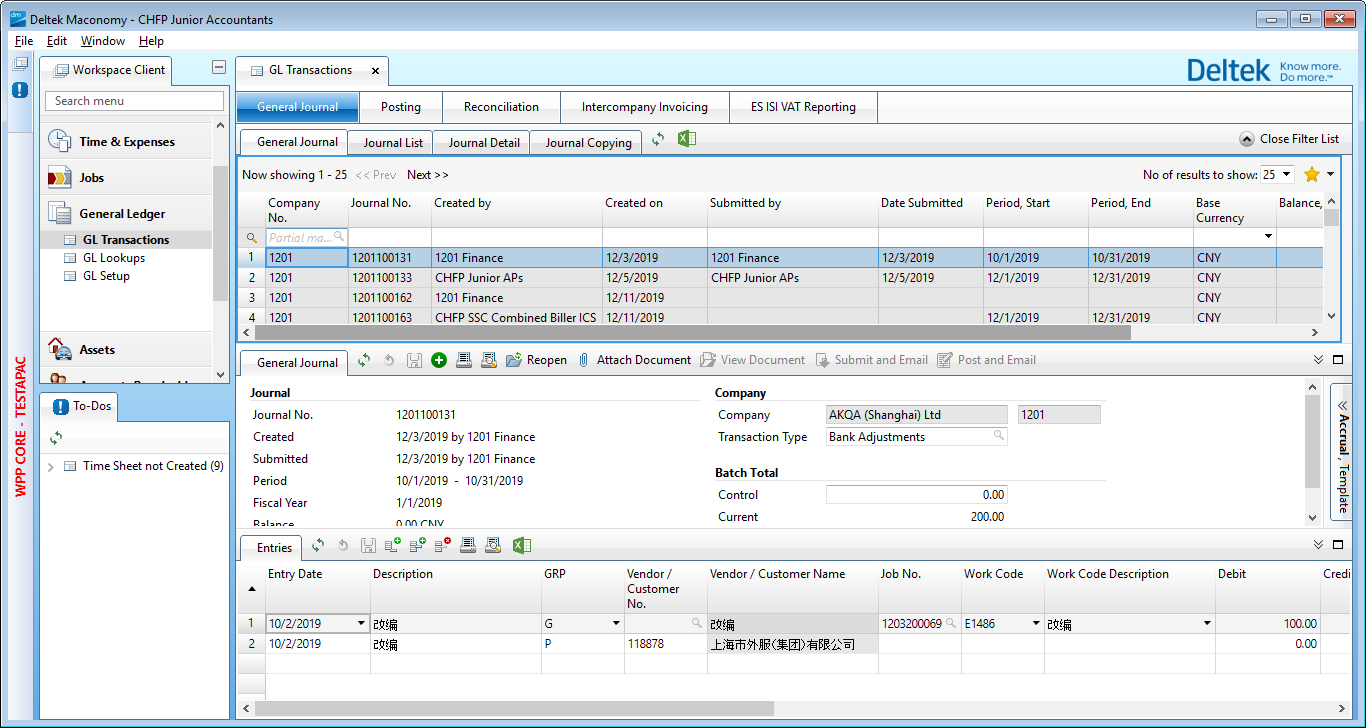 Deltek Maconomy - CHFP Junior Accountants
File Edit Window Help
Workspace Client
Search menu
Time & Expenses
Jobs
General Ledger
GL Transactions
GL Lookups
GL Setup
Assets
WPP CORE - TESTAPAC
To-Dos
Time Sheet not Created (9)
GL Transactions
Deltek Know more. Do more.™
General Journal Posting Reconciliation Intercompany Invoicing ES ISI VAT Reporting
General Journal Journal List Journal Detail Journal Copying Close Filter List
Now showing 1 - 25 << Prev Next >> No of results to show: 25
Company No. Journal No. Created by Created on Submitted by Date Submitted Period, Start Period, End Base Currency Balance,
Partial ma...
1 1201 1201100131 1201 Finance 12/3/2019 1201 Finance 12/3/2019 10/1/2019 10/31/2019 CNY
2 1201 1201100133 CHFP Junior APs 12/5/2019 CHFP Junior APs 12/5/2019 12/1/2019 12/31/2019 CNY
3 1201 1201100162 1201 Finance 12/11/2019 CNY
4 1201 1201100163 CHFP SSC Combined Biller ICS 12/11/2019 12/1/2019 12/31/2019 CNY
General Journal Reopen Attach Document View Document Submit and Email Post and Email
Journal
Journal No. 1201100131
Created 12/3/2019 by 1201 Finance
Submitted 12/3/2019 by 1201 Finance
Period 10/1/2019 - 10/31/2019
Fiscal Year 1/1/2019
Balance 0.00 CNY
Company
Company AKQA (Shanghai) Ltd 1201
Transaction Type Bank Adjustments
Batch Total
Control 0.00
Current 200.00
Accrual, Template
Entries
Entry Date Description GRP Vendor / Customer No. Vendor / Customer Name Job No. Work Code Work Code Description Debit Credi
1 10/2/2019 改编 G 改编 1203200069 E1486 改编 100.00
2 10/2/2019 改编 P 118878 上海市外服(集团)有限公司 0.00